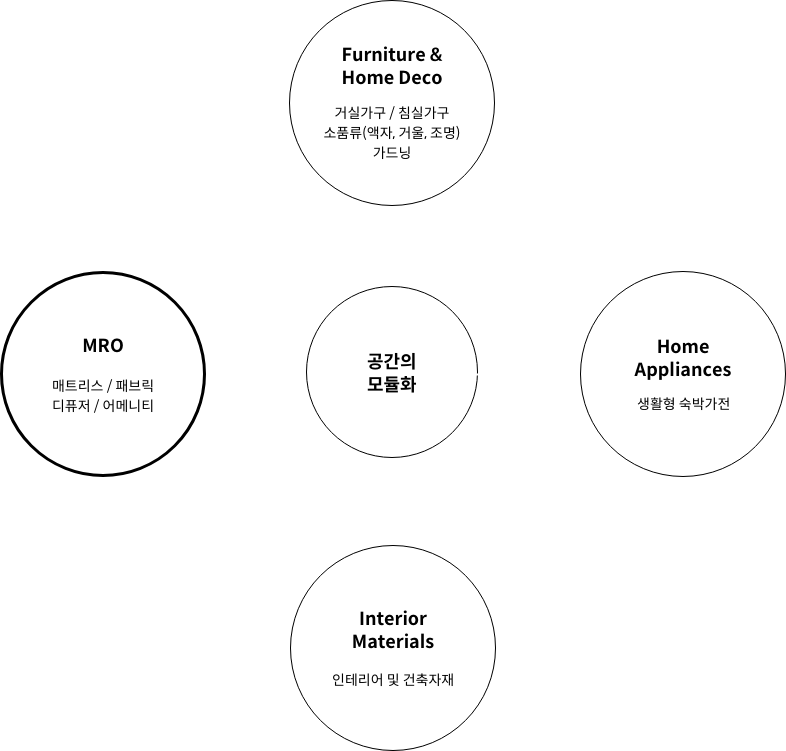 Furniture &
Home Deco
거실가구 / 침실가구
소품류(액자, 거울, 조명)
가드닝
MRO
매트리스 / 패브릭
디퓨저 / 어메니티
공간의
모듈화
Home
Appliances
생활형 숙박가전
Interior
Materials
인테리어 및 건축자재